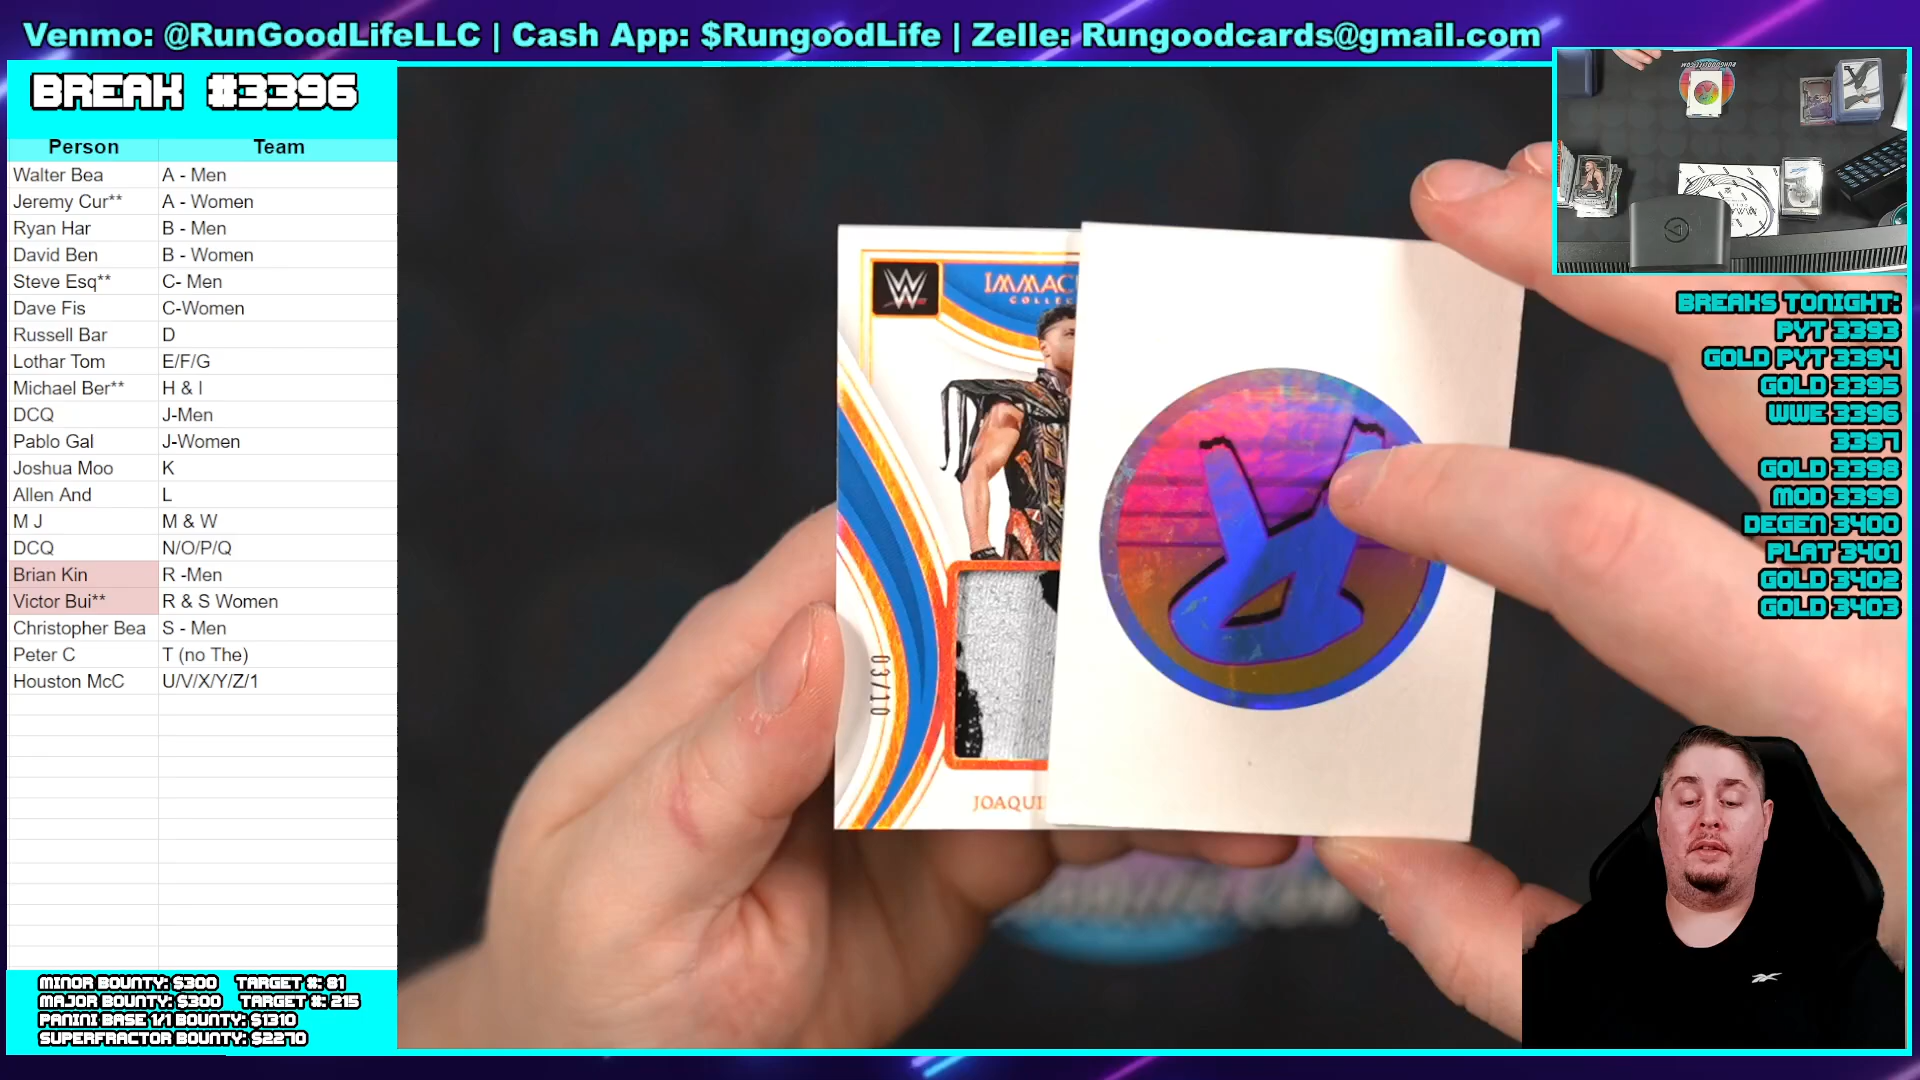 Venmo: @RunGoodLifeLLC | Cash App: $RungoodLife | Zelle: Rungoodcards@gmail.com
BREAK #3396
Person Team
Walter Bea A - Men
Jeremy Cur** A - Women
Ryan Har B - Men
David Ben B - Women
Steve Esq** C- Men
Dave Fis C-Women
Russell Bar D
Lothar Tom E/F/G
Michael Ber** H & I
DCQ J-Men
Pablo Gal J-Women
Joshua Moo K
Allen And L
M J M & W
DCQ N/O/P/Q
Brian Kin R -Men
Victor Bui** R & S Women
Christopher Bea S - Men
Peter C T (no The)
Houston McC U/V/X/Y/Z/1
MINOR BOUNTY: $300 TARGET #: 81
MAJOR BOUNTY: $300 TARGET #: 215
PANINI BASE 1/1 BOUNTY: $1310
SUPERFRACTOR BOUNTY: $2270
W
IMMAC
COLLEC
03/10
JOAQUI
BREAKS TONIGHT:
PYT 3393
GOLD PYT 3394
GOLD 3395
WWE 3396
3397
GOLD 3398
MOD 3399
DEGEN 3400
PLAT 3401
GOLD 3402
GOLD 3403